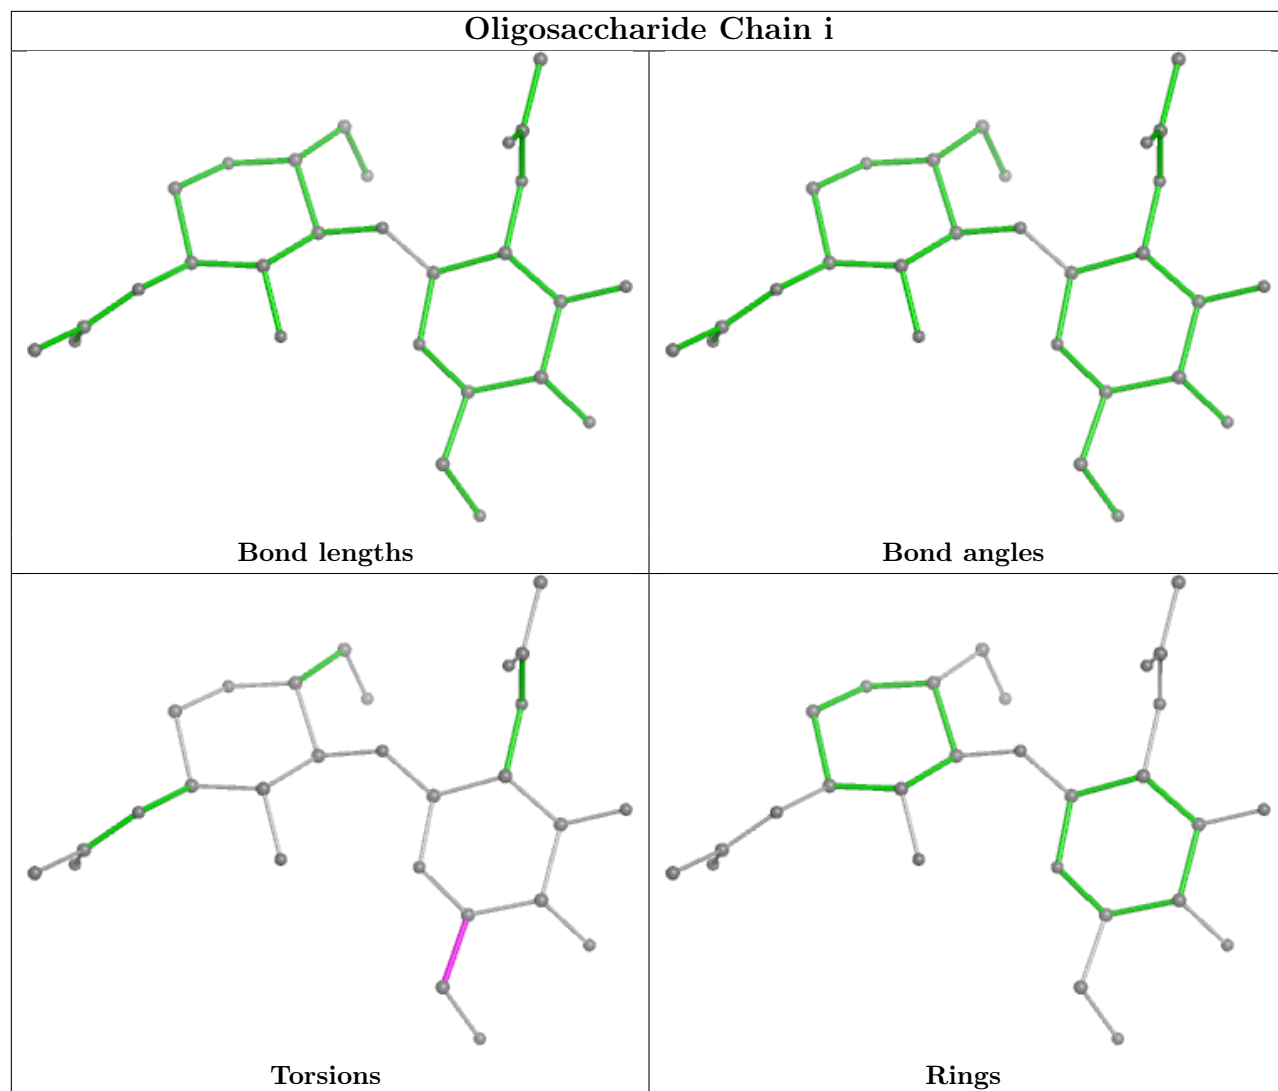 Oligosaccharide Chain i
Bond lengths
Bond angles
Torsions
Rings